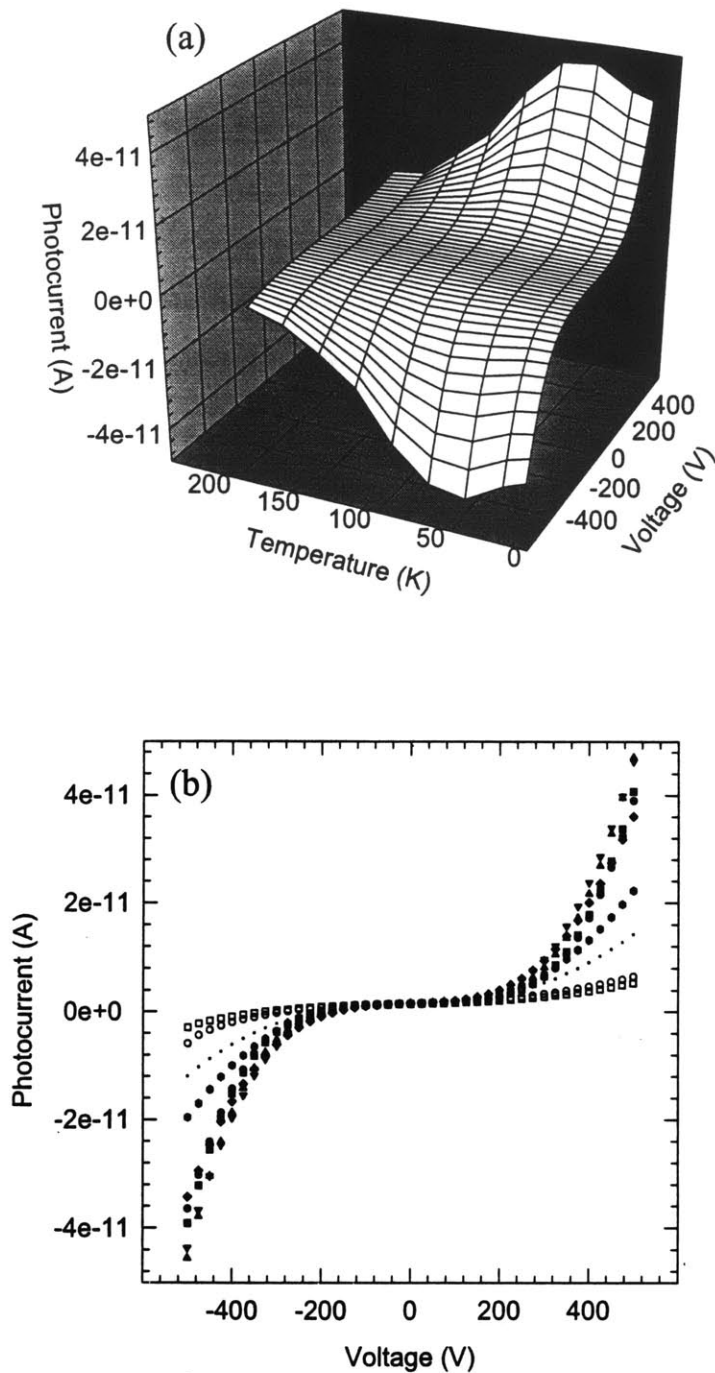 (a)
4e-11
2e-11
0e+0
-2e-11
-4e-11
Photocurrent (A)
200
150
100
50
0
Temperature (K)
400
200
0
-200
-400
Voltage (V)
(b)
4e-11
2e-11
0e+0
-2e-11
-4e-11
Photocurrent (A)
-400
-200
0
200
400
Voltage (V)